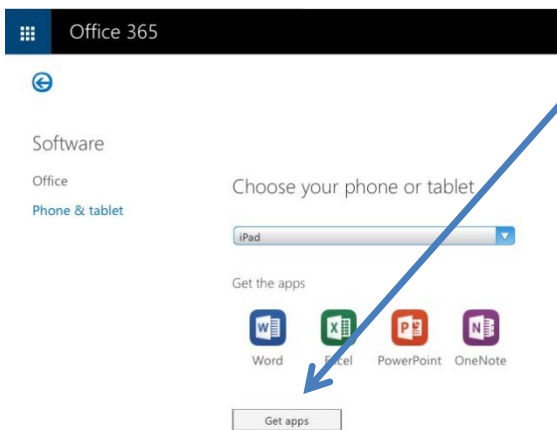 Office 365
Software
Office
Phone & tablet
Choose your phone or tablet
iPad
Get the apps
Word Excel PowerPoint OneNote
Get apps